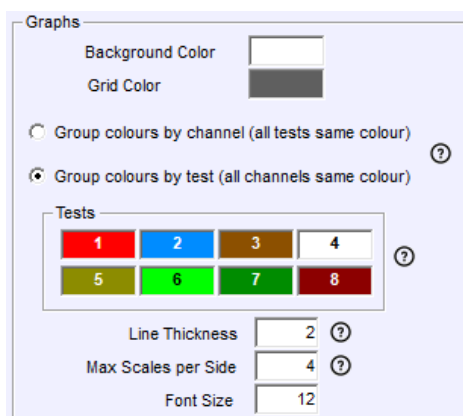 Graphs
Background Color
Grid Color
Group colours by channel (all tests same colour)
?
Group colours by test (all channels same colour)
Tests
1 2 3 4
?
5 6 7 8
Line Thickness 2 ?
Max Scales per Side 4 ?
Font Size 12